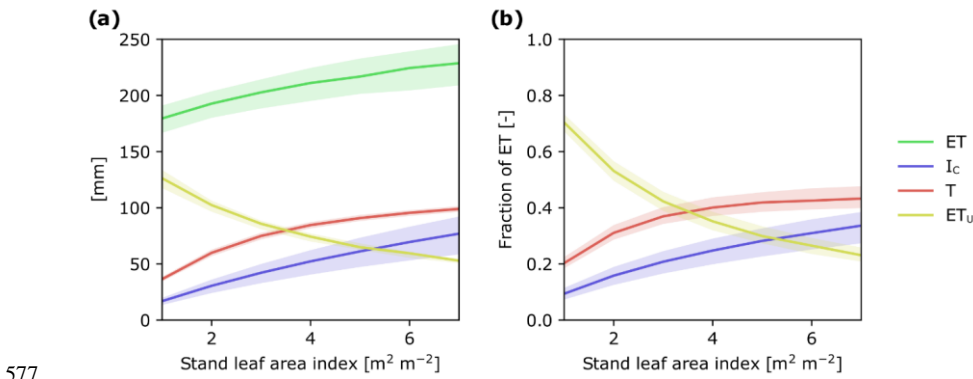 (a)
250
200
150
100
50
0
[mm]
2 4 6
Stand leaf area index [m² m⁻²]
(b)
1.0
0.8
0.6
0.4
0.2
0.0
Fraction of ET [-]
2 4 6
Stand leaf area index [m² m⁻²]
ET
I_C
T
ET_U
577